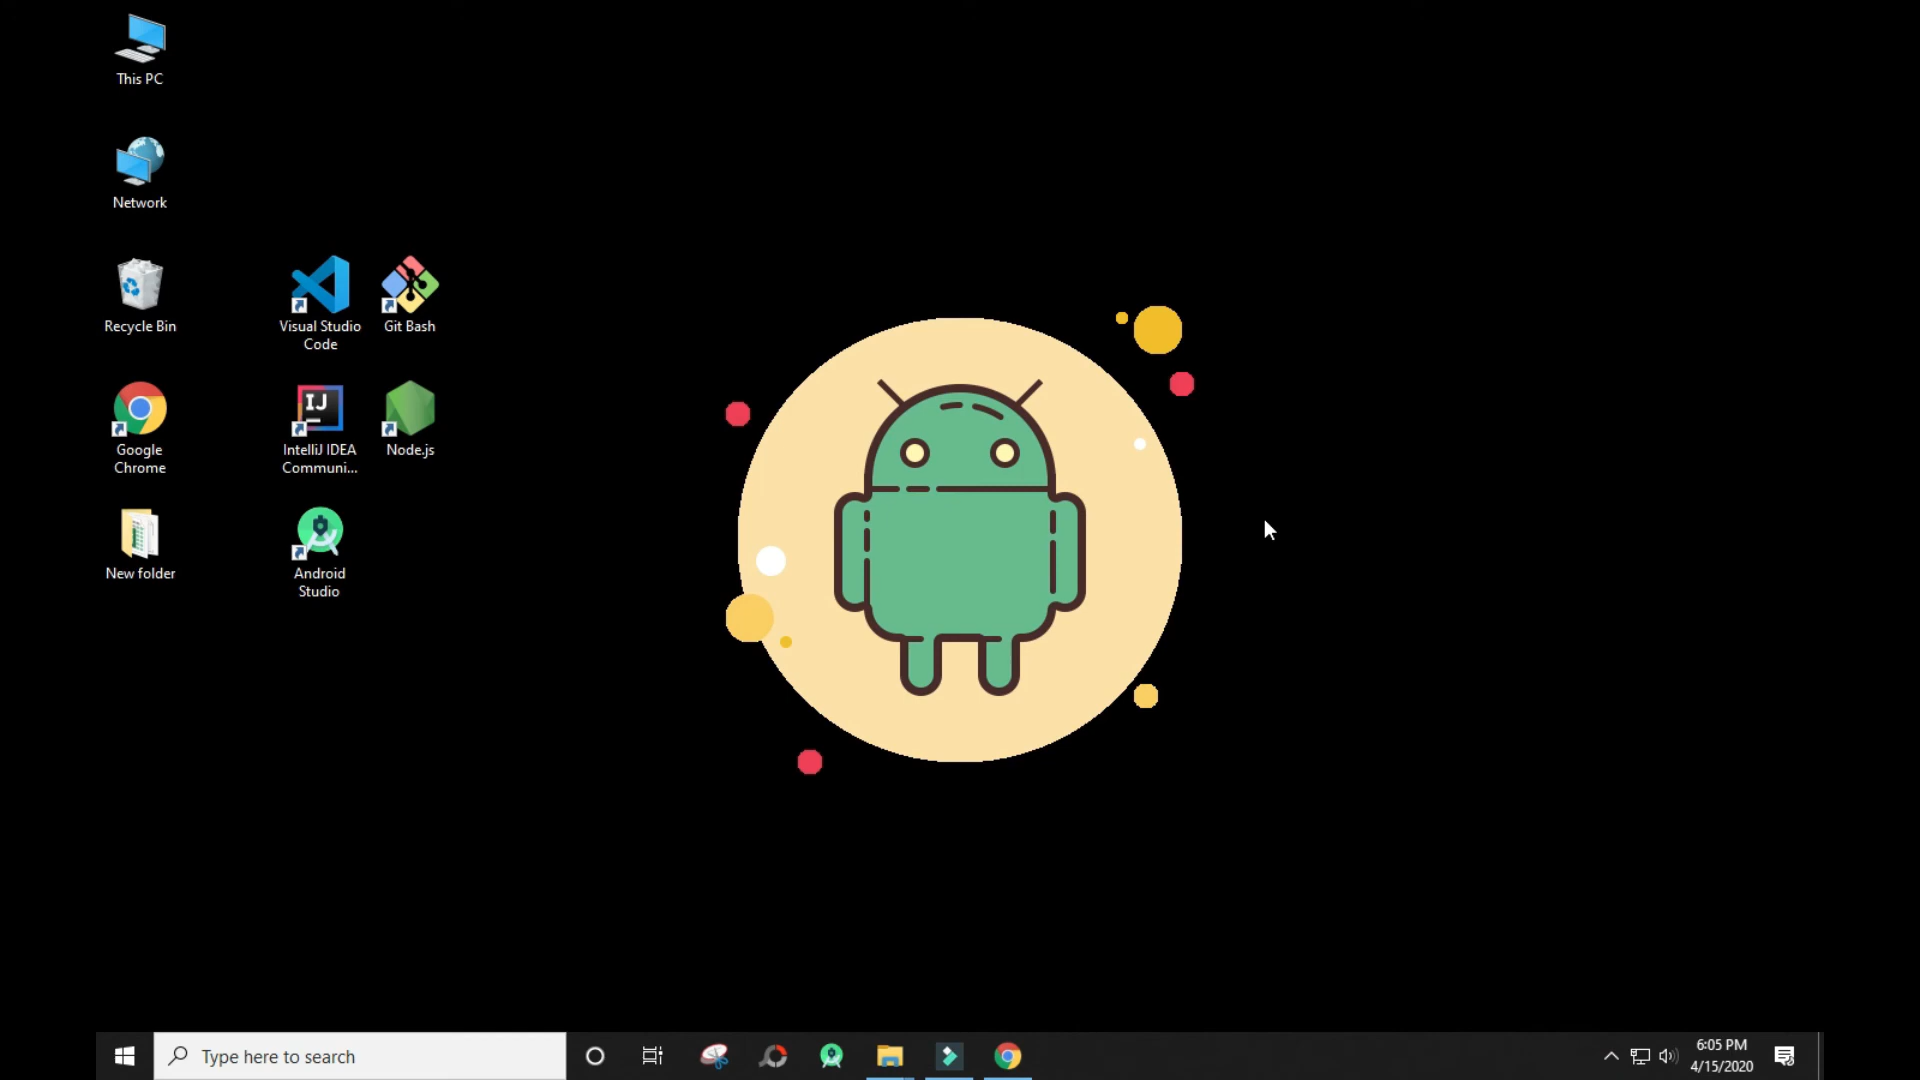 This PC
Network
Recycle Bin
Visual Studio
Code
Git Bash
Google
Chrome
IJ
IntelliJ IDEA
Communi...
Node.js
New folder
Android
Studio
Type here to search
6:05 PM
4/15/2020